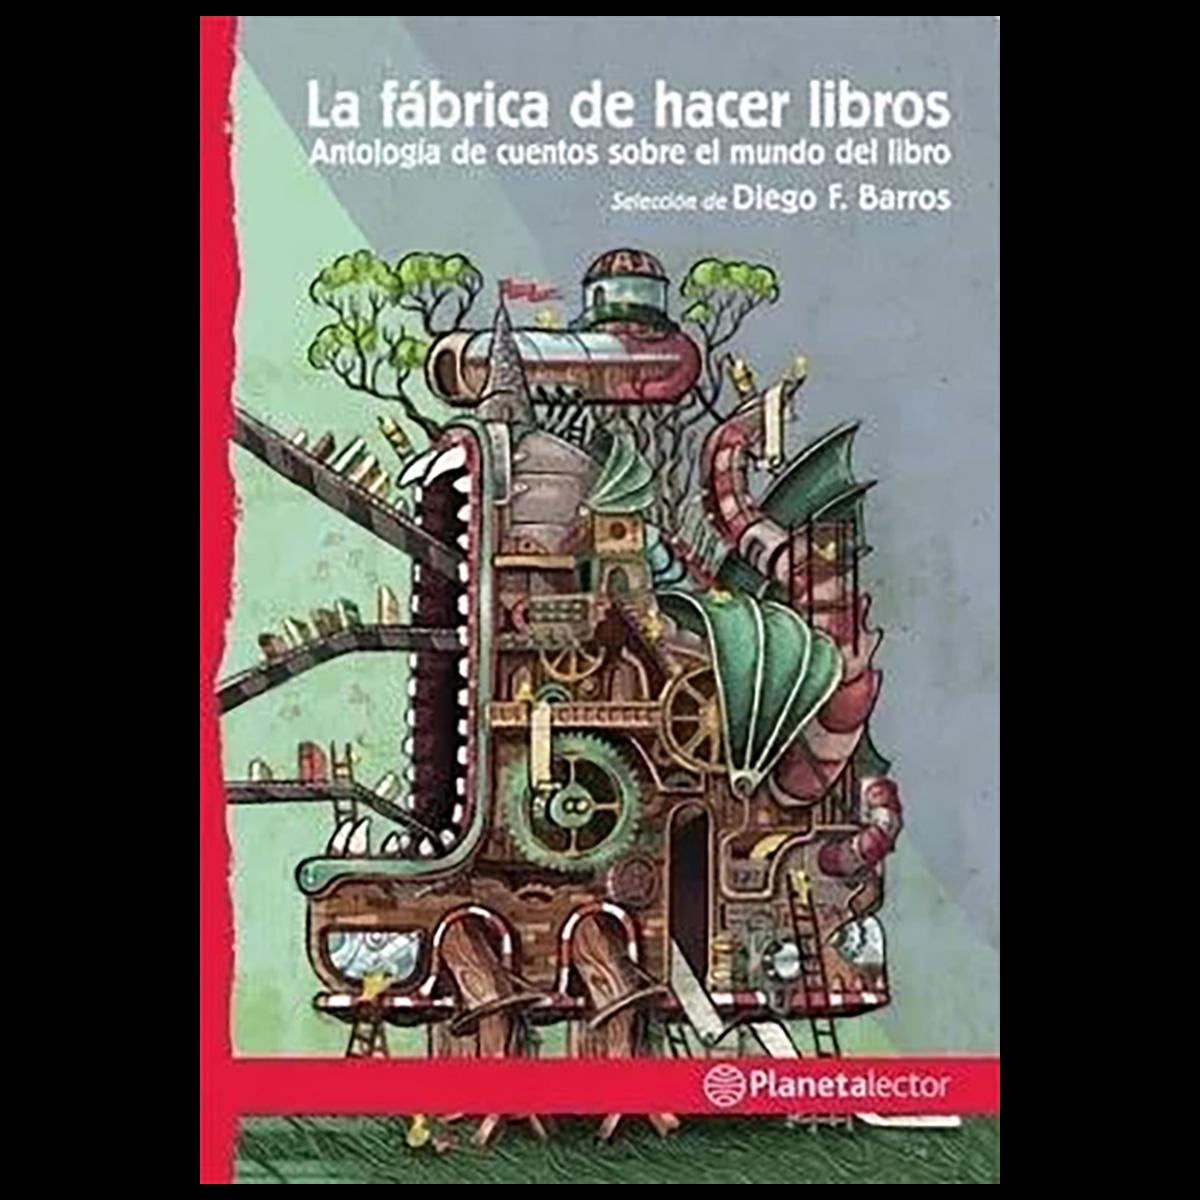 La fábrica de hacer libros
Antología de cuentos sobre el mundo del libro
Selección de Diego F. Barros
Planetalector